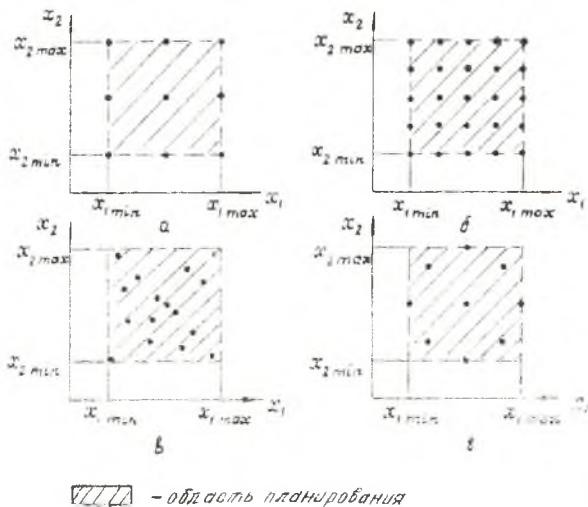 x₂ x₂
x₂ max x₂ max
x₂ min x₂ min
x₁ min x₁ max x₁ x₁ min x₁ max x₁
а б
x₂ x₂
x₂ max x₂ max
x₂ min x₂ min
x₁ min x₁ max x₁ x₁ min x₁ max
в г
- область планирования